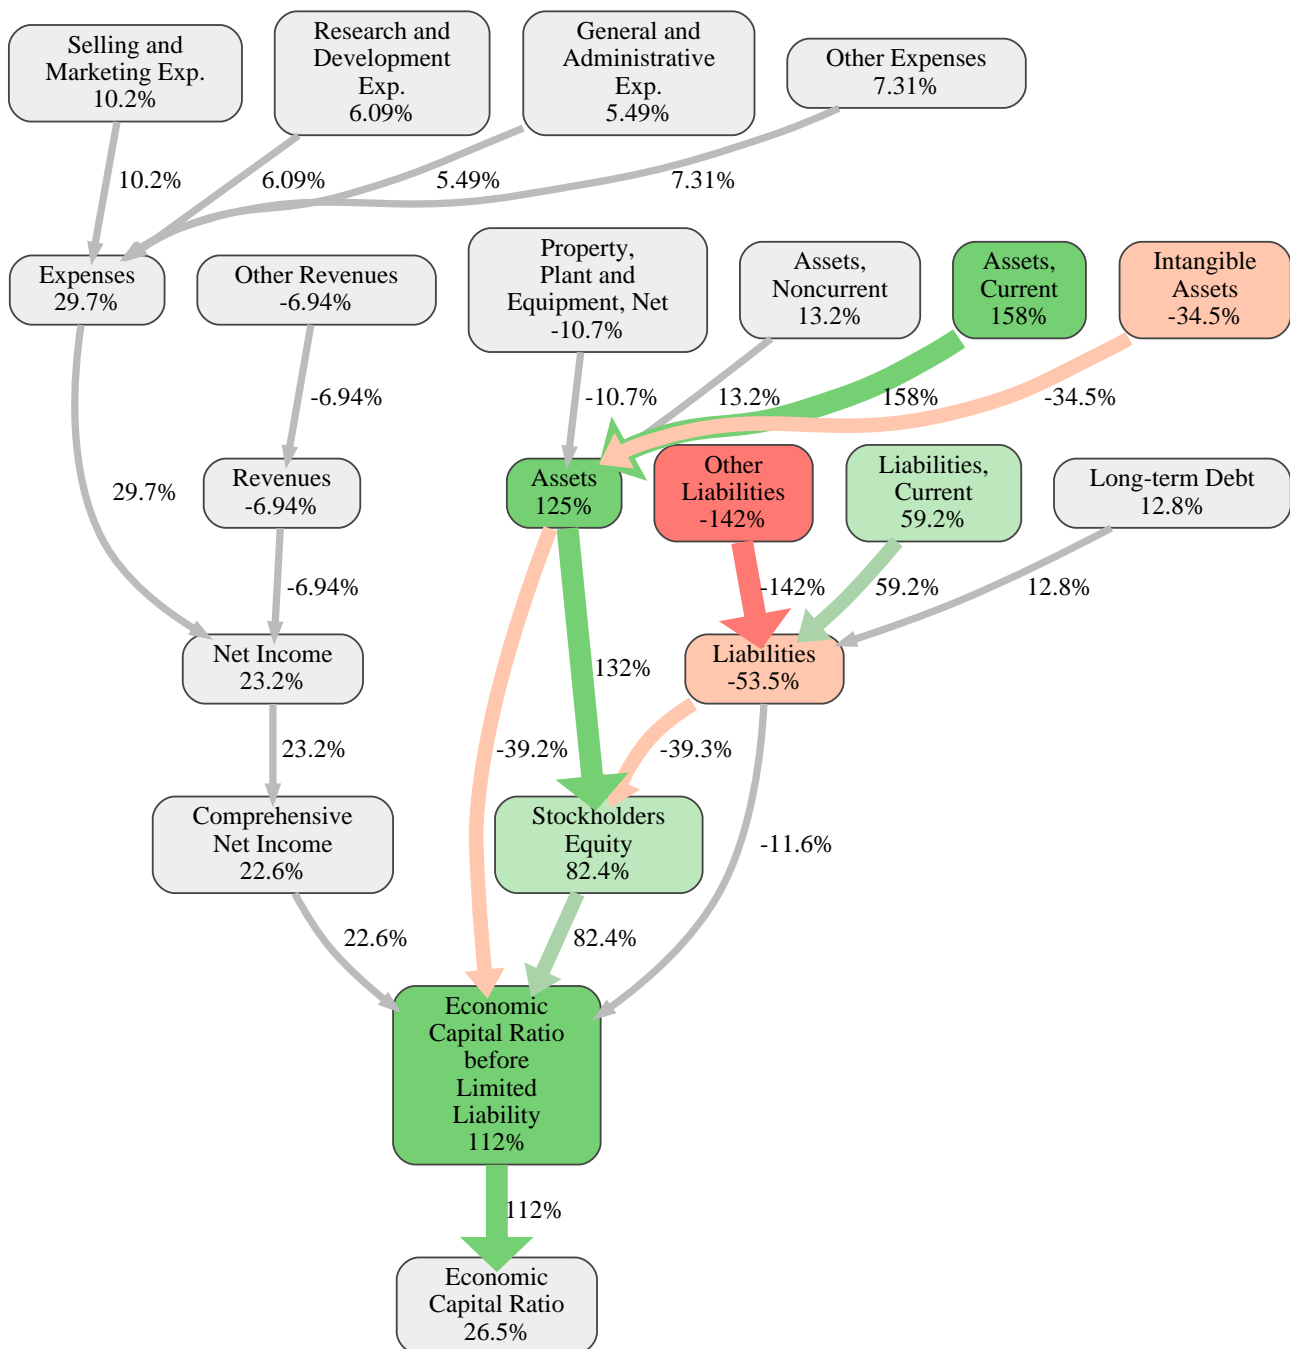 Selling and
Marketing Exp.
10.2%
Research and
Development
Exp.
6.09%
General and
Administrative
Exp.
5.49%
Other Expenses
7.31%
10.2%
6.09%
5.49%
7.31%
Expenses
29.7%
Other Revenues
-6.94%
Property,
Plant and
Equipment, Net
-10.7%
Assets,
Noncurrent
13.2%
Assets,
Current
158%
Intangible
Assets
-34.5%
-6.94%
-10.7%
13.2%
158%
-34.5%
29.7%
Revenues
-6.94%
Assets
125%
Other
Liabilities
-142%
Liabilities,
Current
59.2%
Long-term Debt
12.8%
-6.94%
-142%
59.2%
12.8%
Net Income
23.2%
132%
Liabilities
-53.5%
23.2%
-39.2%
-39.3%
Comprehensive
Net Income
22.6%
Stockholders
Equity
82.4%
-11.6%
22.6%
82.4%
Economic
Capital Ratio
before
Limited
Liability
112%
112%
Economic
Capital Ratio
26.5%